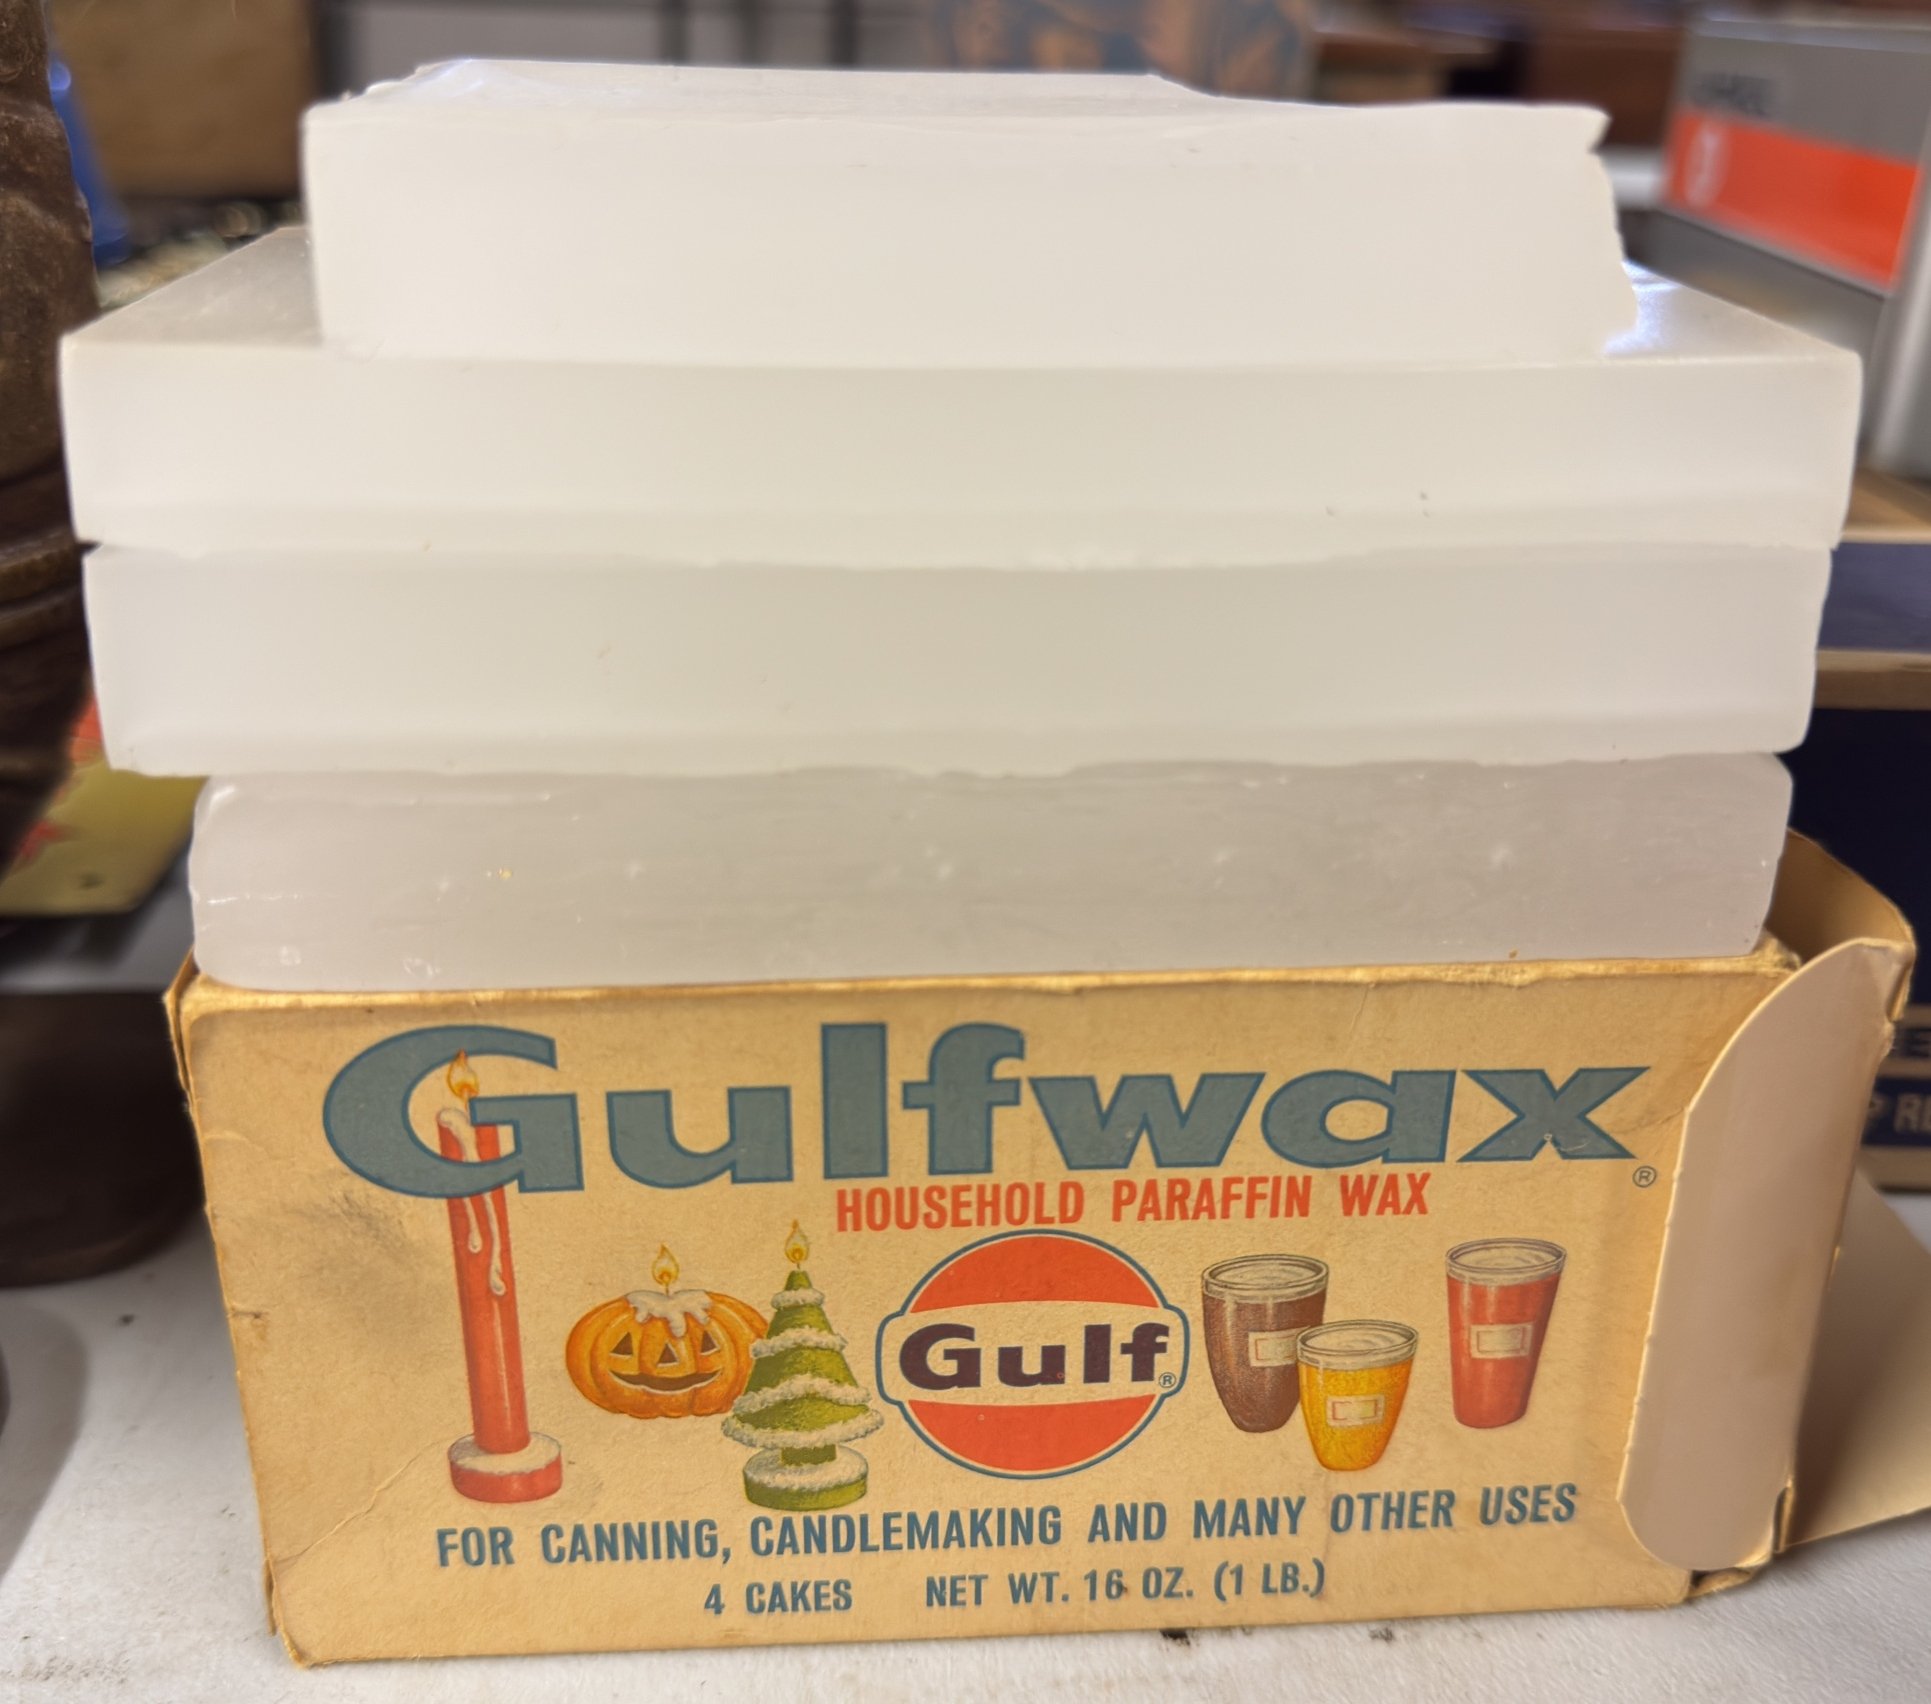 Gulfwax®
HOUSEHOLD PARAFFIN WAX
Gulf®
FOR CANNING, CANDLEMAKING AND MANY OTHER USES
4 CAKES NET WT. 16 OZ. (1 LB.)